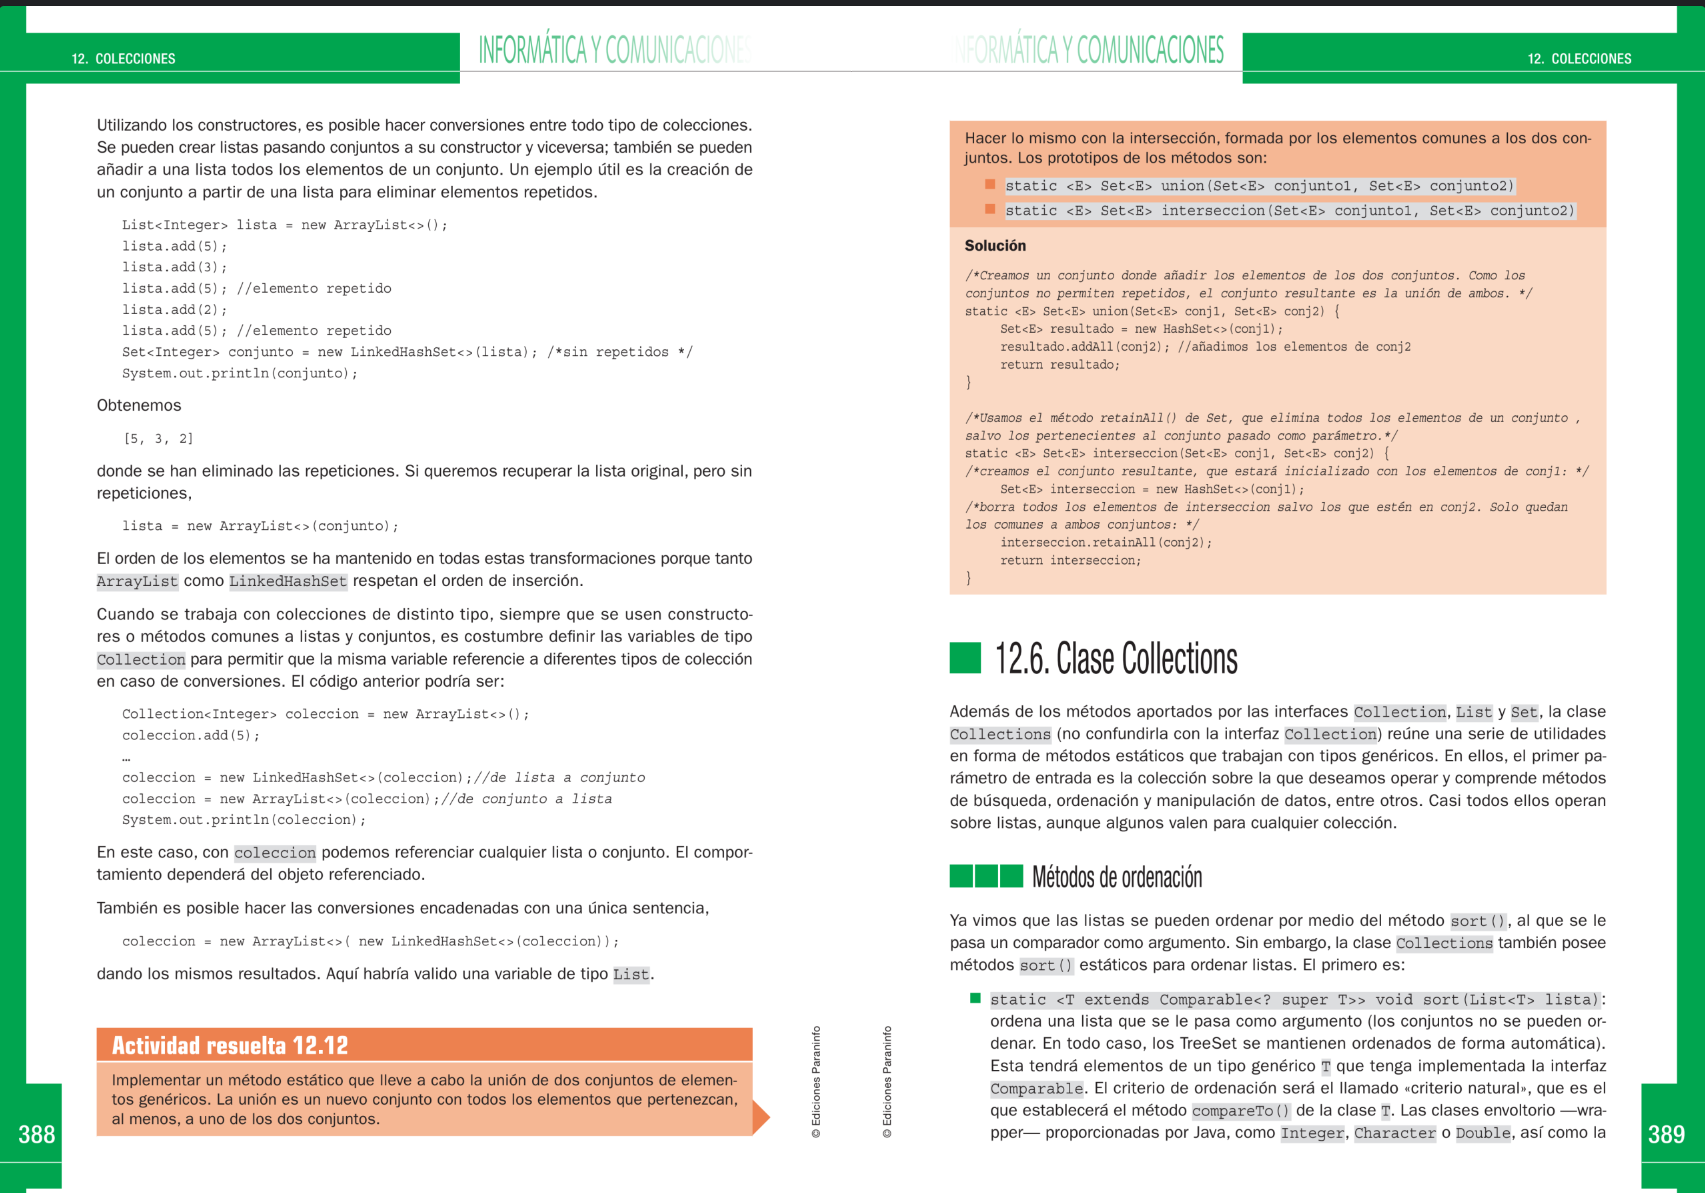 12. COLECCIONES
INFORMÁTICA Y COMUNICACIONES
Utilizando los constructores, es posible hacer conversiones entre todo tipo de colecciones.
Se pueden crear listas pasando conjuntos a su constructor y viceversa; también se pueden
añadir a una lista todos los elementos de un conjunto. Un ejemplo útil es la creación de
un conjunto a partir de una lista para eliminar elementos repetidos.
List<Integer> lista = new ArrayList<>();
lista.add(5);
lista.add(3);
lista.add(5); //elemento repetido
lista.add(2);
lista.add(5); //elemento repetido
Set<Integer> conjunto = new LinkedHashSet<>(lista); /*sin repetidos */
System.out.println(conjunto);
Obtenemos
[5, 3, 2]
donde se han eliminado las repeticiones. Si queremos recuperar la lista original, pero sin
repeticiones,
lista = new ArrayList<>(conjunto);
El orden de los elementos se ha mantenido en todas estas transformaciones porque tanto
ArrayList como LinkedHashSet respetan el orden de inserción.
Cuando se trabaja con colecciones de distinto tipo, siempre que se usen constructo-
res o métodos comunes a listas y conjuntos, es costumbre definir las variables de tipo
Collection para permitir que la misma variable referencie a diferentes tipos de colección
en caso de conversiones. El código anterior podría ser:
Collection<Integer> coleccion = new ArrayList<>();
coleccion.add(5);
…
coleccion = new LinkedHashSet<>(coleccion);//de lista a conjunto
coleccion = new ArrayList<>(coleccion);//de conjunto a lista
System.out.println(coleccion);
En este caso, con coleccion podemos referenciar cualquier lista o conjunto. El compor-
tamiento dependerá del objeto referenciado.
También es posible hacer las conversiones encadenadas con una única sentencia,
coleccion = new ArrayList<>( new LinkedHashSet<>(coleccion));
dando los mismos resultados. Aquí habría valido una variable de tipo List.
Actividad resuelta 12.12
Implementar un método estático que lleve a cabo la unión de dos conjuntos de elemen-
tos genéricos. La unión es un nuevo conjunto con todos los elementos que pertenezcan,
al menos, a uno de los dos conjuntos.
© Ediciones Paraninfo
388
INFORMÁTICA Y COMUNICACIONES
12. COLECCIONES
Hacer lo mismo con la intersección, formada por los elementos comunes a los dos con-
juntos. Los prototipos de los métodos son:
static <E> Set<E> union(Set<E> conjunto1, Set<E> conjunto2)
static <E> Set<E> interseccion(Set<E> conjunto1, Set<E> conjunto2)
Solución
/*Creamos un conjunto donde añadir los elementos de los dos conjuntos. Como los
conjuntos no permiten repetidos, el conjunto resultante es la unión de ambos. */
static <E> Set<E> union(Set<E> conj1, Set<E> conj2) {
Set<E> resultado = new HashSet<>(conj1);
resultado.addAll(conj2); //añadimos los elementos de conj2
return resultado;
}
/*Usamos el método retainAll() de Set, que elimina todos los elementos de un conjunto ,
salvo los pertenecientes al conjunto pasado como parámetro.*/
static <E> Set<E> interseccion(Set<E> conj1, Set<E> conj2) {
/*creamos el conjunto resultante, que estará inicializado con los elementos de conj1: */
Set<E> interseccion = new HashSet<>(conj1);
/*borra todos los elementos de interseccion salvo los que estén en conj2. Solo quedan
los comunes a ambos conjuntos: */
interseccion.retainAll(conj2);
return interseccion;
}
12.6. Clase Collections
Además de los métodos aportados por las interfaces Collection, List y Set, la clase
Collections (no confundirla con la interfaz Collection) reúne una serie de utilidades
en forma de métodos estáticos que trabajan con tipos genéricos. En ellos, el primer pa-
rámetro de entrada es la colección sobre la que deseamos operar y comprende métodos
de búsqueda, ordenación y manipulación de datos, entre otros. Casi todos ellos operan
sobre listas, aunque algunos valen para cualquier colección.
Métodos de ordenación
Ya vimos que las listas se pueden ordenar por medio del método sort(), al que se le
pasa un comparador como argumento. Sin embargo, la clase Collections también posee
métodos sort() estáticos para ordenar listas. El primero es:
static <T extends Comparable<? super T>> void sort(List<T> lista):
ordena una lista que se le pasa como argumento (los conjuntos no se pueden or-
denar. En todo caso, los TreeSet se mantienen ordenados de forma automática).
Esta tendrá elementos de un tipo genérico T que tenga implementada la interfaz
Comparable. El criterio de ordenación será el llamado «criterio natural», que es el
que establecerá el método compareTo() de la clase T. Las clases envoltorio —wra-
pper— proporcionadas por Java, como Integer, Character o Double, así como la
© Ediciones Paraninfo
389